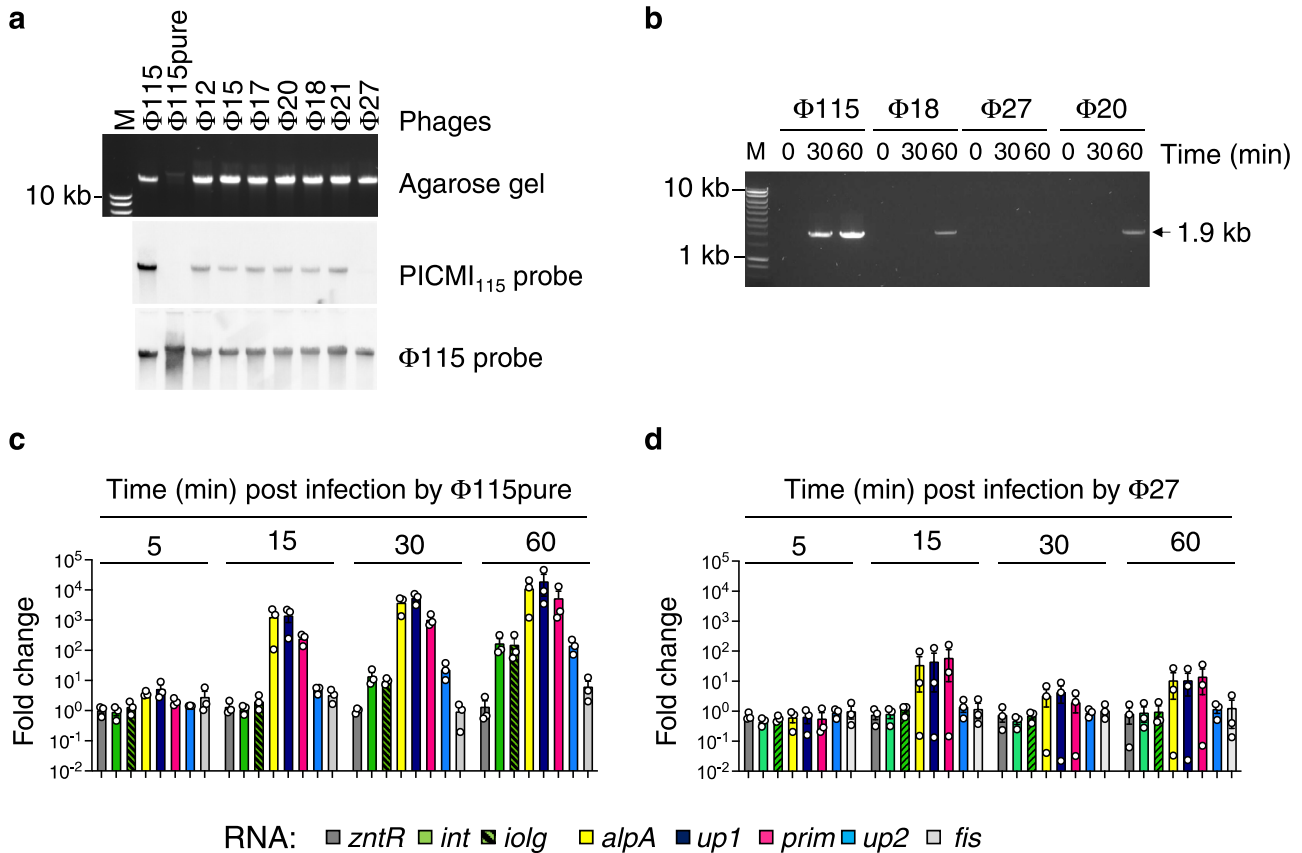 a
M Φ115 Φ115pure Φ12 Φ15 Φ17 Φ20 Φ18 Φ21 Φ27 Phages
10 kb Agarose gel
PICMI115 probe
Φ115 probe
b
Φ115 Φ18 Φ27 Φ20
M 0 30 60 0 30 60 0 30 60 0 30 60 Time (min)
10 kb
1.9 kb
1 kb
c
Time (min) post infection by Φ115pure
5 15 30 60
Fold change
10^5
10^4
10^3
10^2
10^1
10^0
10^-1
10^-2
d
Time (min) post infection by Φ27
5 15 30 60
Fold change
10^5
10^4
10^3
10^2
10^1
10^0
10^-1
10^-2
RNA: zntR int iolg alpA up1 prim up2 fis